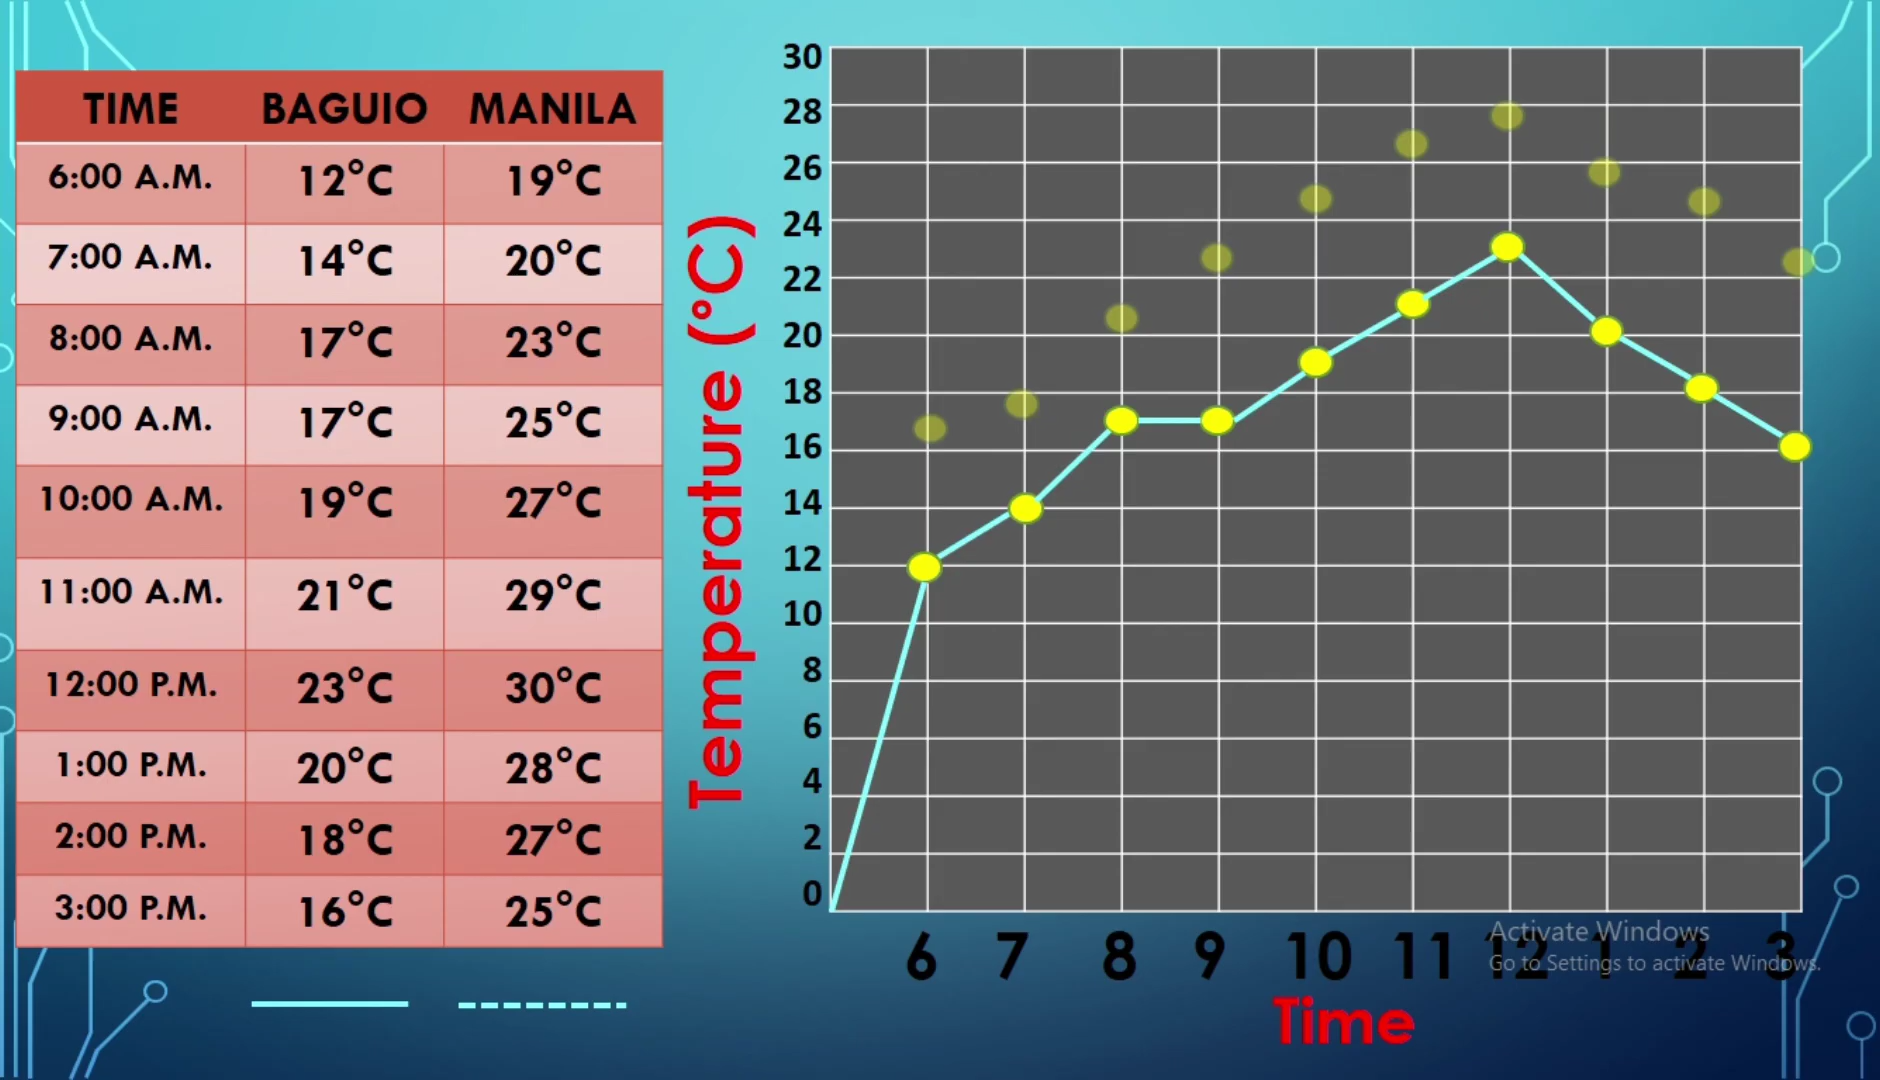 TIME BAGUIO MANILA
6:00 A.M. 12°C 19°C
7:00 A.M. 14°C 20°C
8:00 A.M. 17°C 23°C
9:00 A.M. 17°C 25°C
10:00 A.M. 19°C 27°C
11:00 A.M. 21°C 29°C
12:00 P.M. 23°C 30°C
1:00 P.M. 20°C 28°C
2:00 P.M. 18°C 27°C
3:00 P.M. 16°C 25°C
Temperature (°C)
30
28
26
24
22
20
18
16
14
12
10
8
6
4
2
0
6 7 8 9 10 11 12 1 2 3
Time
Activate Windows
Go to Settings to activate Windows.